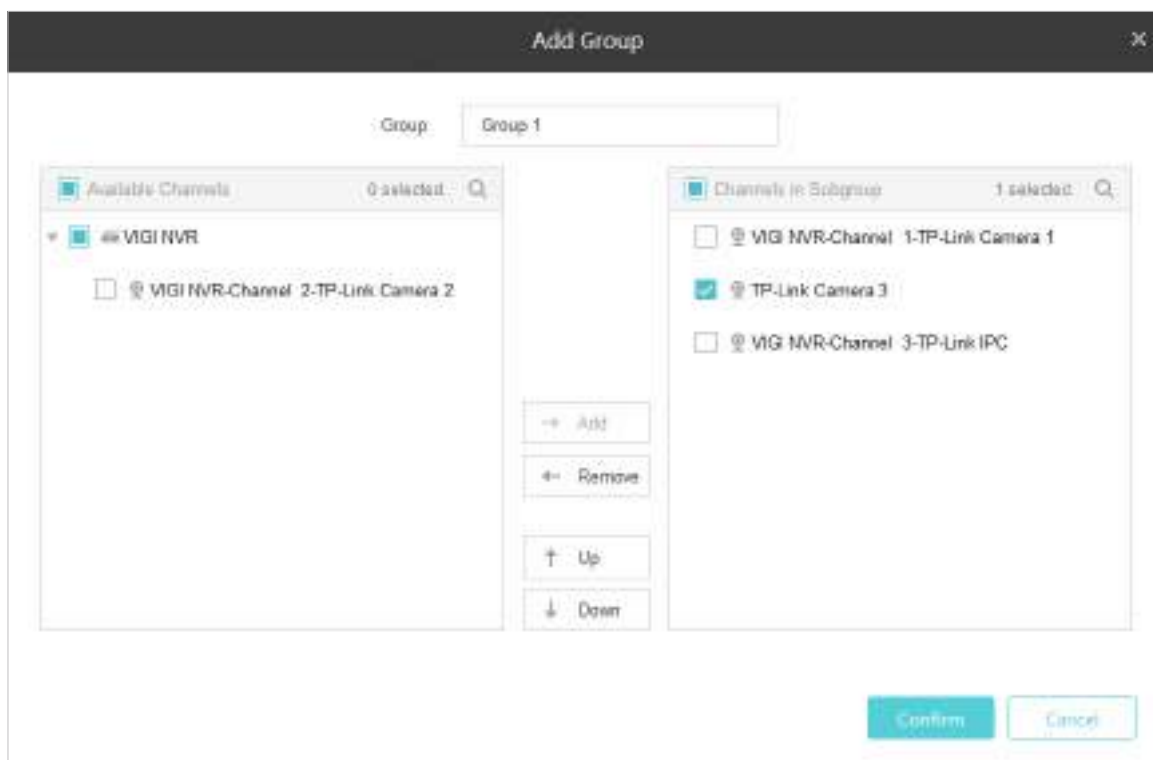 Add Group
Group Group 1
Available Channels 0 selected
VIGI NVR
VIGI NVR-Channel 2-TP-Link Camera 2
Channels in Subgroup 1 selected
VIGI NVR-Channel 1-TP-Link Camera 1
TP-Link Camera 3
VIGI NVR-Channel 3-TP-Link IPC
Add
Remove
Up
Down
Confirm Cancel